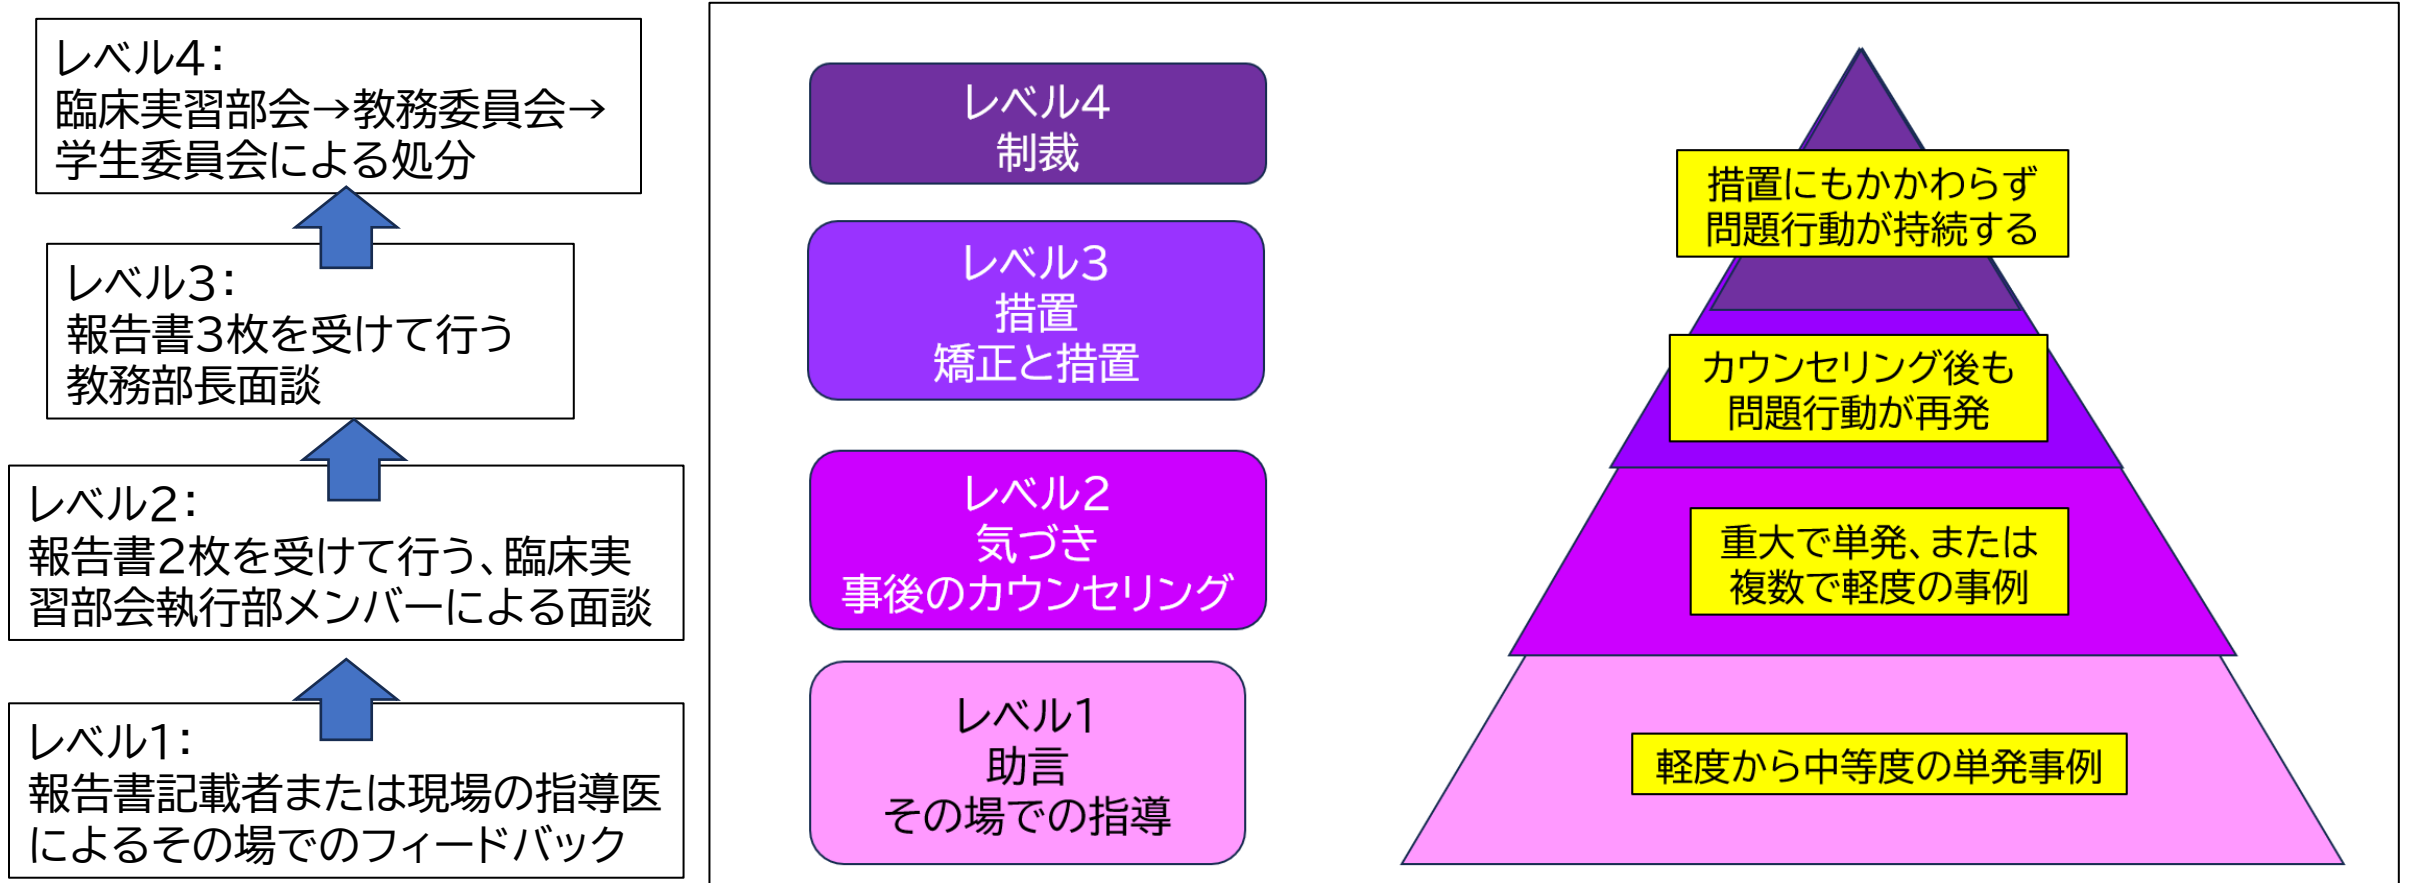 レベル4：
臨床実習部会→教務委員会→
学生委員会による処分
レベル3：
報告書3枚を受けて行う
教務部長面談
レベル2：
報告書2枚を受けて行う、臨床実
習部会執行部メンバーによる面談
レベル1：
報告書記載者または現場の指導医
によるその場でのフィードバック
レベル4
制裁
レベル3
措置
矯正と措置
レベル2
気づき
事後のカウンセリング
レベル1
助言
その場での指導
措置にもかかわらず
問題行動が持続する
カウンセリング後も
問題行動が再発
重大で単発、または
複数で軽度の事例
軽度から中等度の単発事例